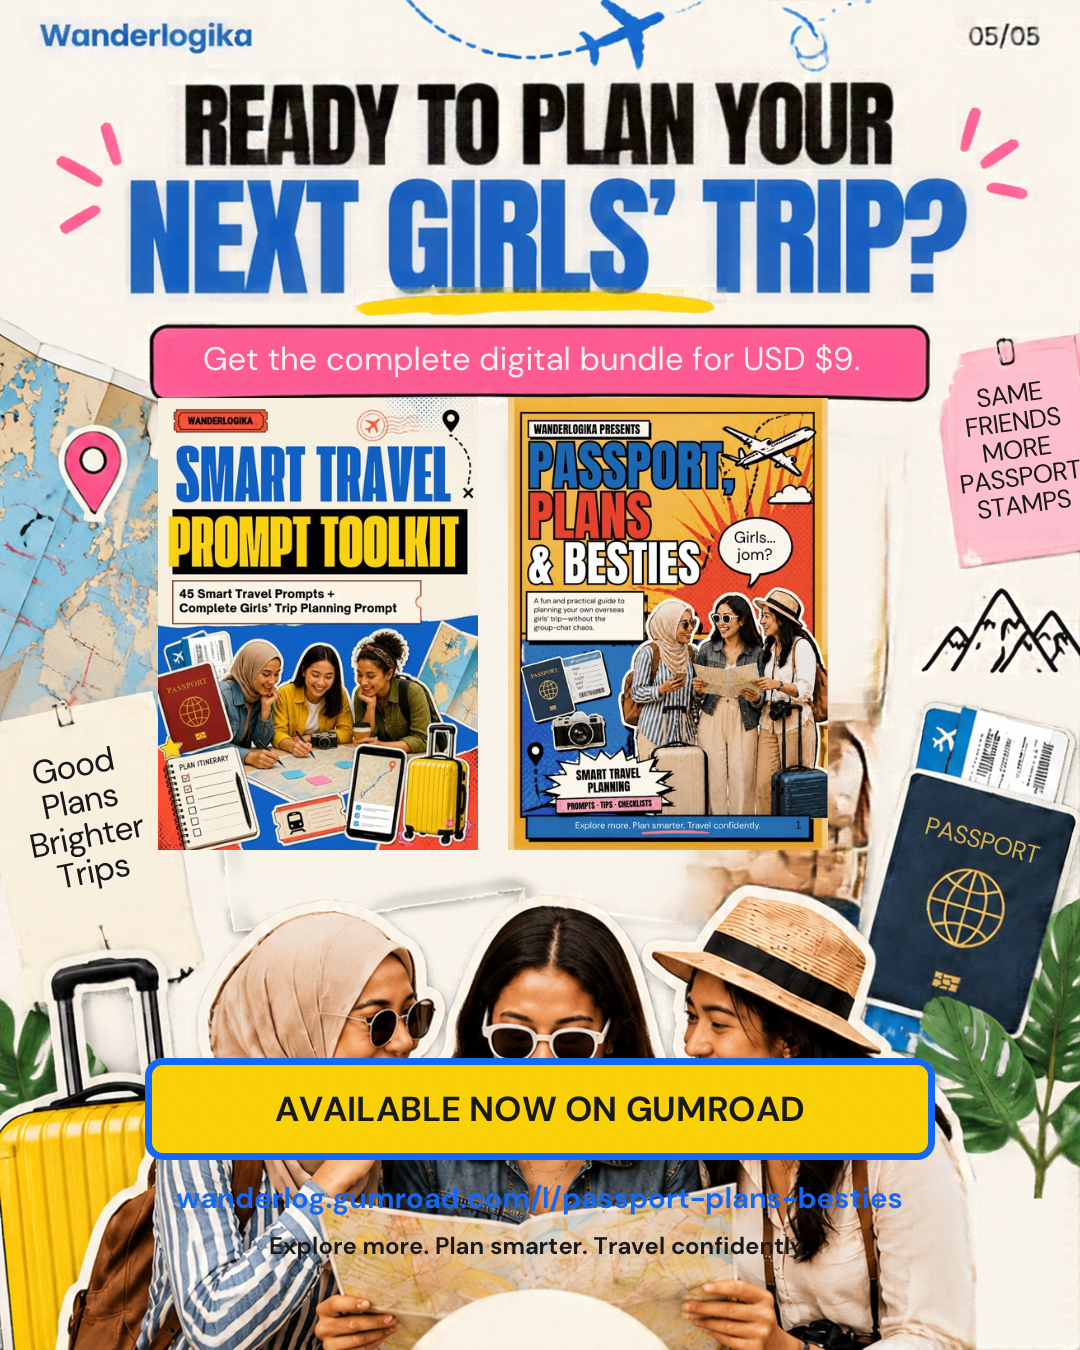 Wanderlogika
05/05
READY TO PLAN YOUR
NEXT GIRLS' TRIP?
Get the complete digital bundle for USD $9.
SAME
FRIENDS
MORE
PASSPORT
STAMPS
WANDERLOGIKA
SMART TRAVEL
PROMPT TOOLKIT
45 Smart Travel Prompts +
Complete Girls' Trip Planning Prompt
PASSPORT
PLAN ITINERARY
WANDERLOGIKA PRESENTS
PASSPORT,
PLANS
& BESTIES
Girls...
jom?
A fun and practical guide to
planning your own overseas
girls' trip—without the
group-chat chaos.
PASSPORT
SMART TRAVEL
PLANNING
PROMPTS · TIPS · CHECKLISTS
Explore more. Plan smarter. Travel confidently.
1
Good
Plans
Brighter
Trips
PASSPORT
AVAILABLE NOW ON GUMROAD
wanderlog.gumroad.com/l/passport-plans-besties
Explore more. Plan smarter. Travel confidently.